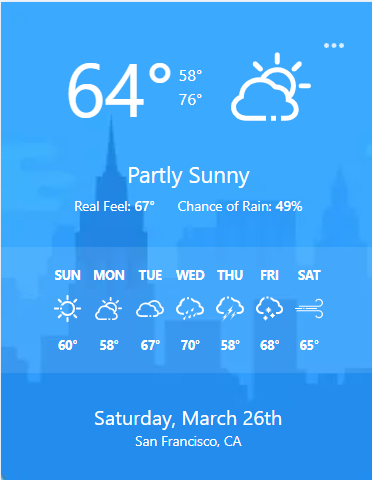 64° 58°
76°
Partly Sunny
Real Feel: 67° Chance of Rain: 49%
SUN MON TUE WED THU FRI SAT
60° 58° 67° 70° 58° 68° 65°
Saturday, March 26th
San Francisco, CA